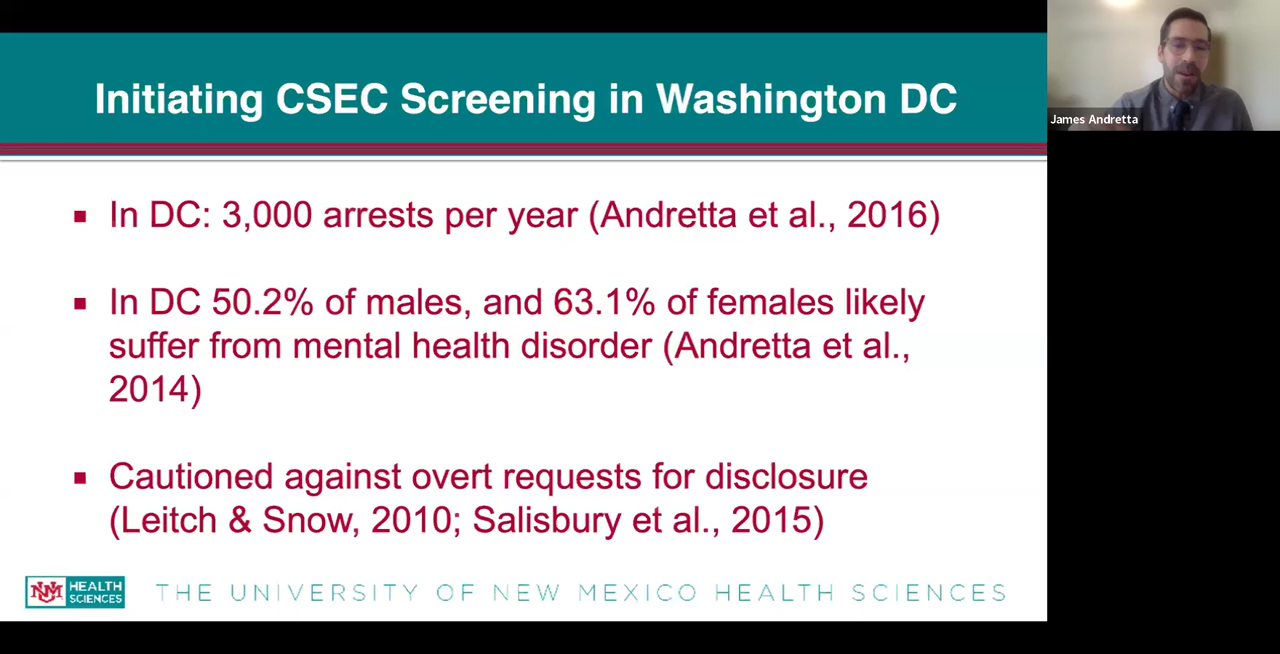 Initiating CSEC Screening in Washington DC
James Andretta
▪ In DC: 3,000 arrests per year (Andretta et al., 2016)
▪ In DC 50.2% of males, and 63.1% of females likely
suffer from mental health disorder (Andretta et al.,
2014)
▪ Cautioned against overt requests for disclosure
(Leitch & Snow, 2010; Salisbury et al., 2015)
UNM HEALTH
SCIENCES
THE UNIVERSITY OF NEW MEXICO HEALTH SCIENCES